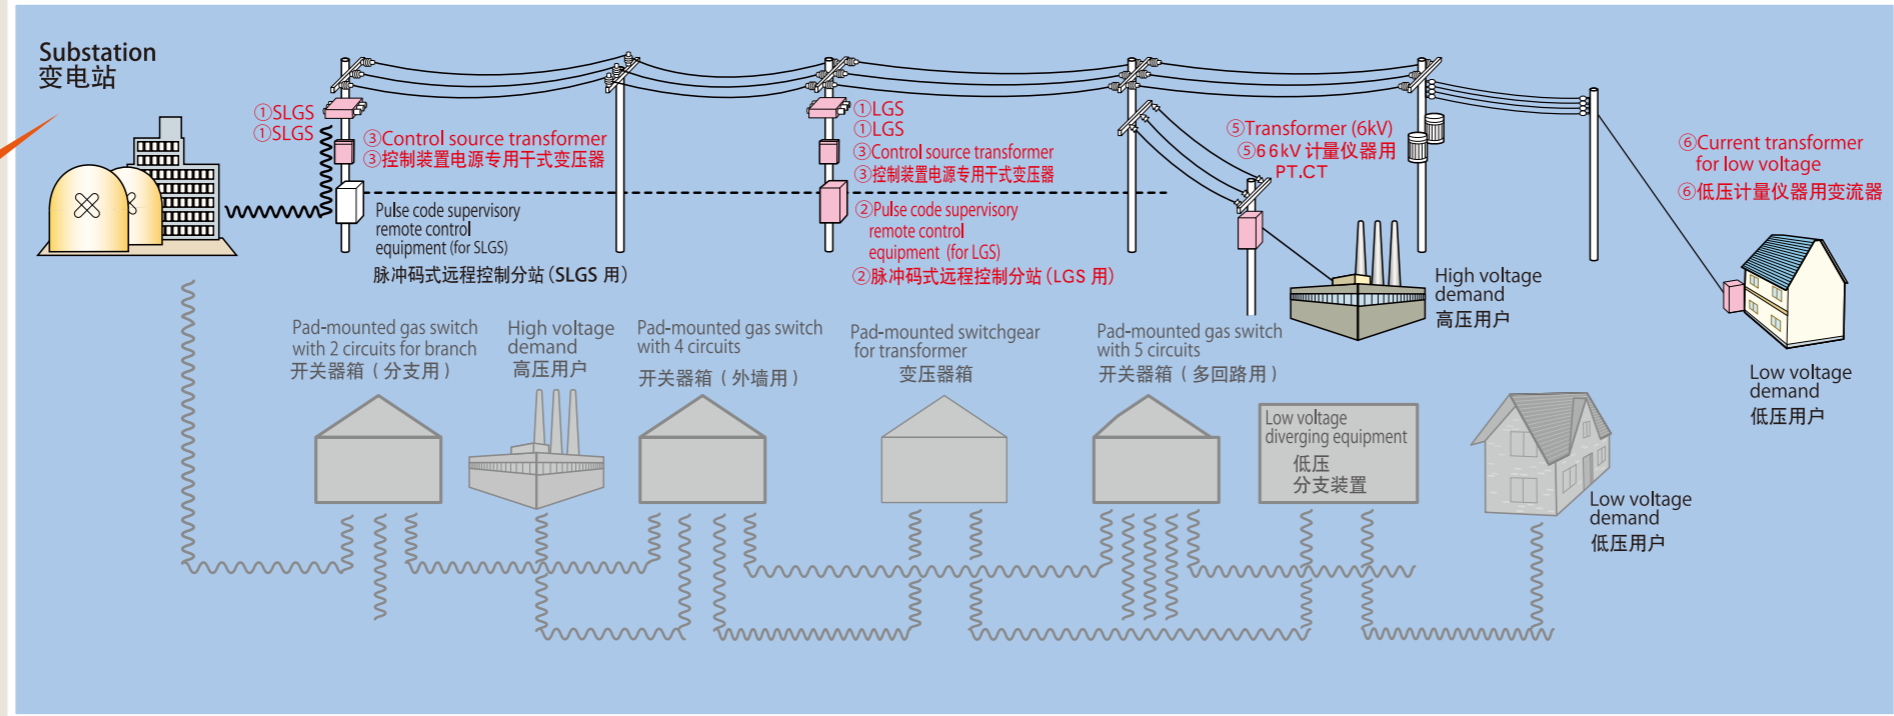 Substation
变电站
①SLGS
①SLGS
③Control source transformer
③控制装置电源专用干式变压器
Pulse code supervisory
remote control
equipment (for SLGS)
脉冲码式远程控制分站（SLGS 用）
①LGS
①LGS
③Control source transformer
③控制装置电源专用干式变压器
②Pulse code supervisory
remote control
equipment (for LGS)
②脉冲码式远程控制分站（LGS 用）
⑤Transformer (6kV)
⑤66kV 计量仪器用
PT.CT
High voltage
demand
高压用户
⑥Current transformer
for low voltage
⑥低压计量仪器用变流器
Low voltage
demand
低压用户
Pad-mounted gas switch
with 2 circuits for branch
开关器箱（分支用）
High voltage
demand
高压用户
Pad-mounted gas switch
with 4 circuits
开关器箱（外墙用）
Pad-mounted switchgear
for transformer
变压器箱
Pad-mounted gas switch
with 5 circuits
开关器箱（多回路用）
Low voltage
diverging equipment
低压
分支装置
Low voltage
demand
低压用户